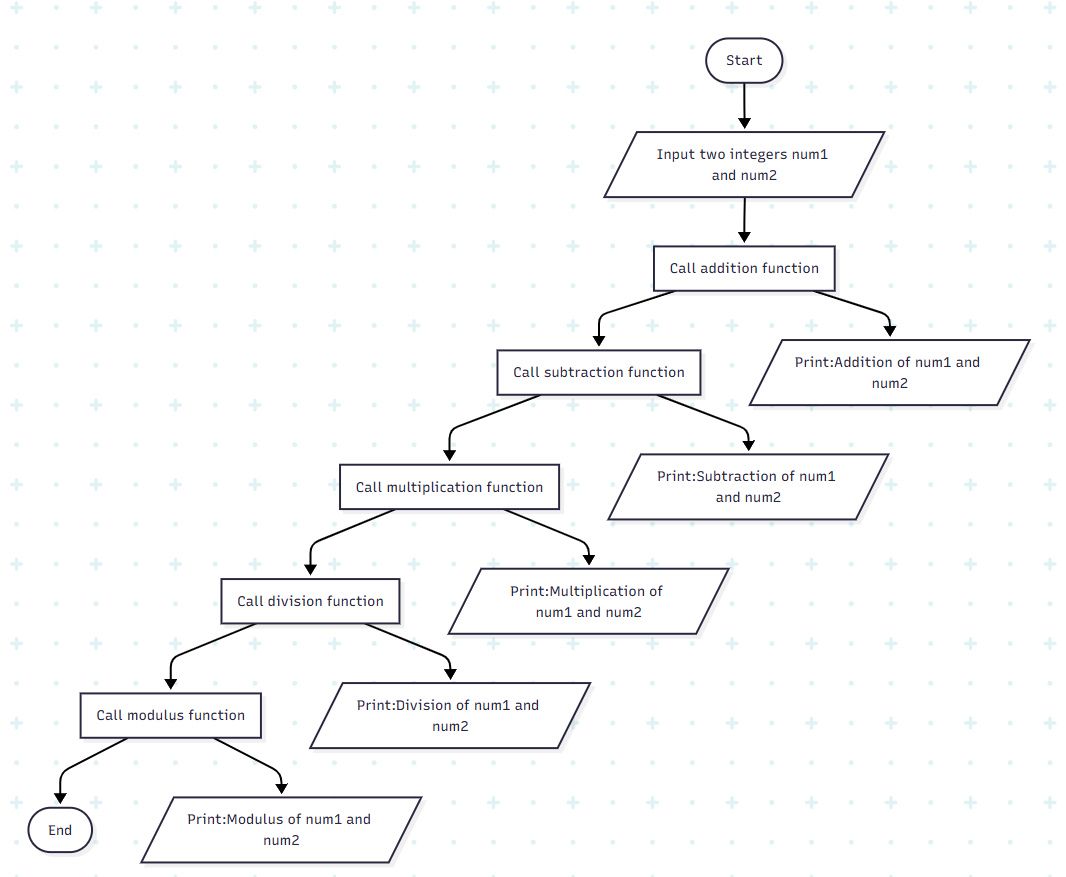 Start
Input two integers num1
and num2
Call addition function
Print:Addition of num1 and
num2
Call subtraction function
Print:Subtraction of num1
and num2
Call multiplication function
Print:Multiplication of
num1 and num2
Call division function
Print:Division of num1 and
num2
Call modulus function
Print:Modulus of num1 and
num2
End